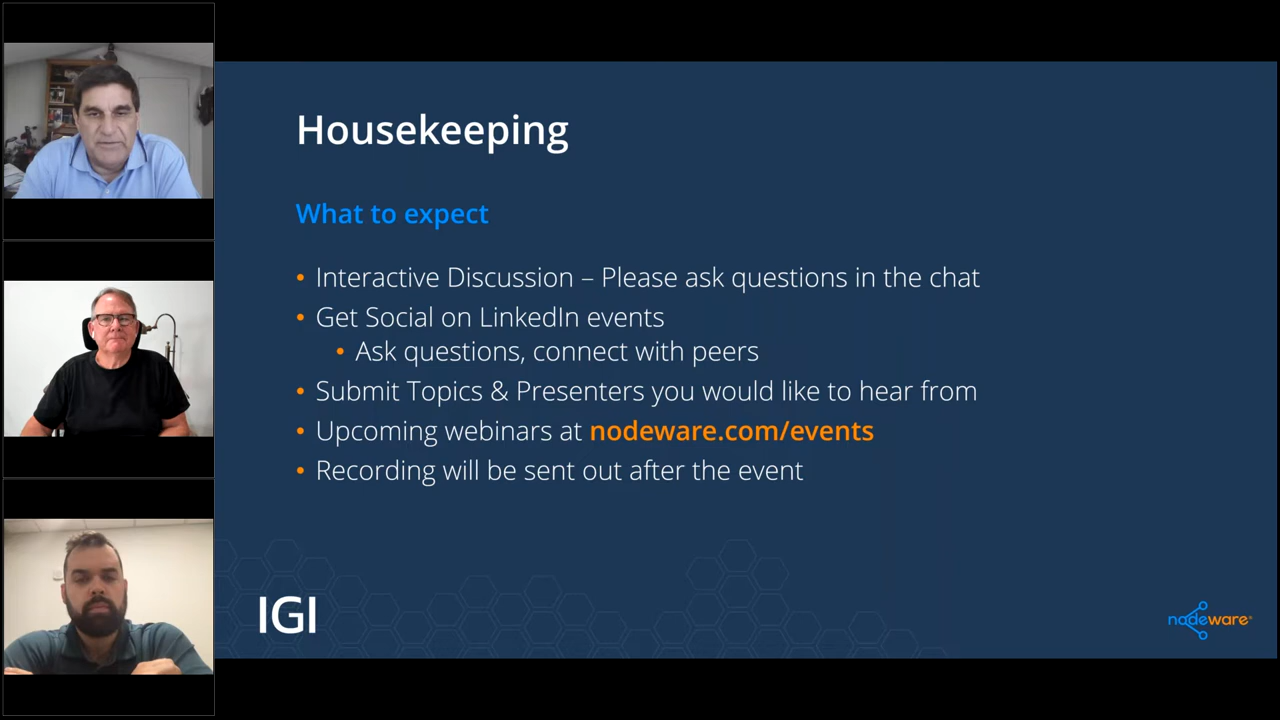 Housekeeping
What to expect
• Interactive Discussion – Please ask questions in the chat
• Get Social on LinkedIn events
• Ask questions, connect with peers
• Submit Topics & Presenters you would like to hear from
• Upcoming webinars at nodeware.com/events
• Recording will be sent out after the event
IGI
nodeware®